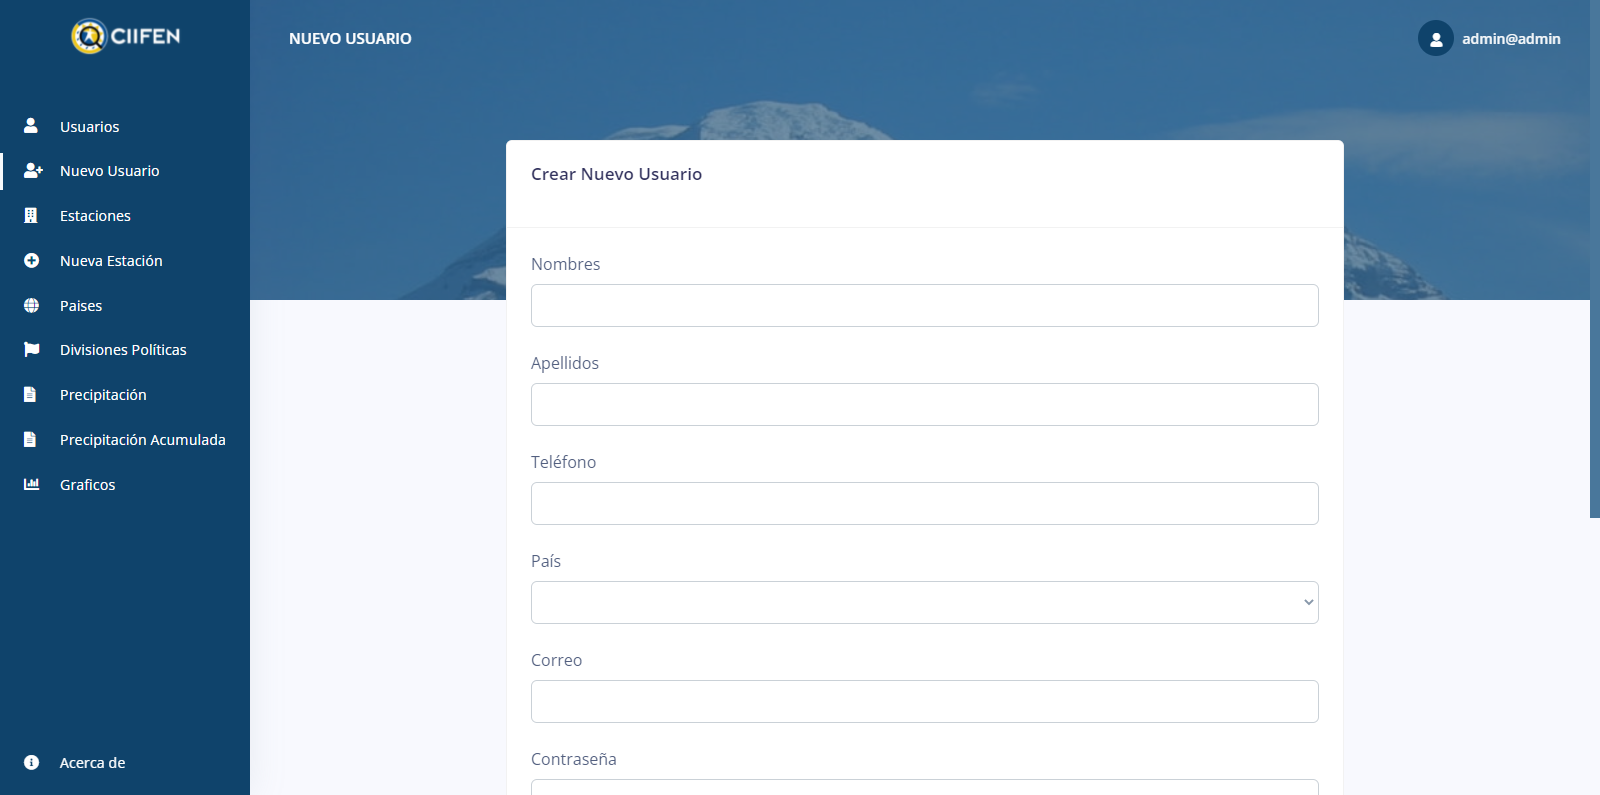 CIIFEN
NUEVO USUARIO
admin@admin
Usuarios
Nuevo Usuario
Estaciones
Nueva Estación
Paises
Divisiones Políticas
Precipitación
Precipitación Acumulada
Graficos
Acerca de
Crear Nuevo Usuario
Nombres
Apellidos
Teléfono
País
Correo
Contraseña